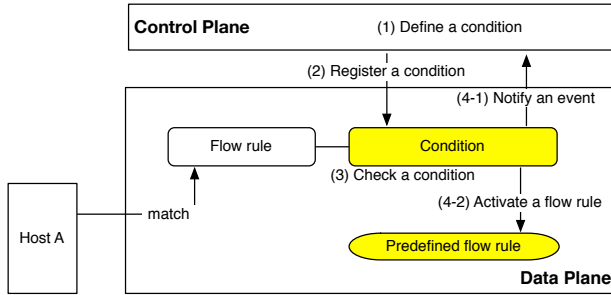 Control Plane
(1) Define a condition
(2) Register a condition
(4-1) Notify an event
Flow rule
Condition
(3) Check a condition
match
(4-2) Activate a flow rule
Host A
Predefined flow rule
Data Plane